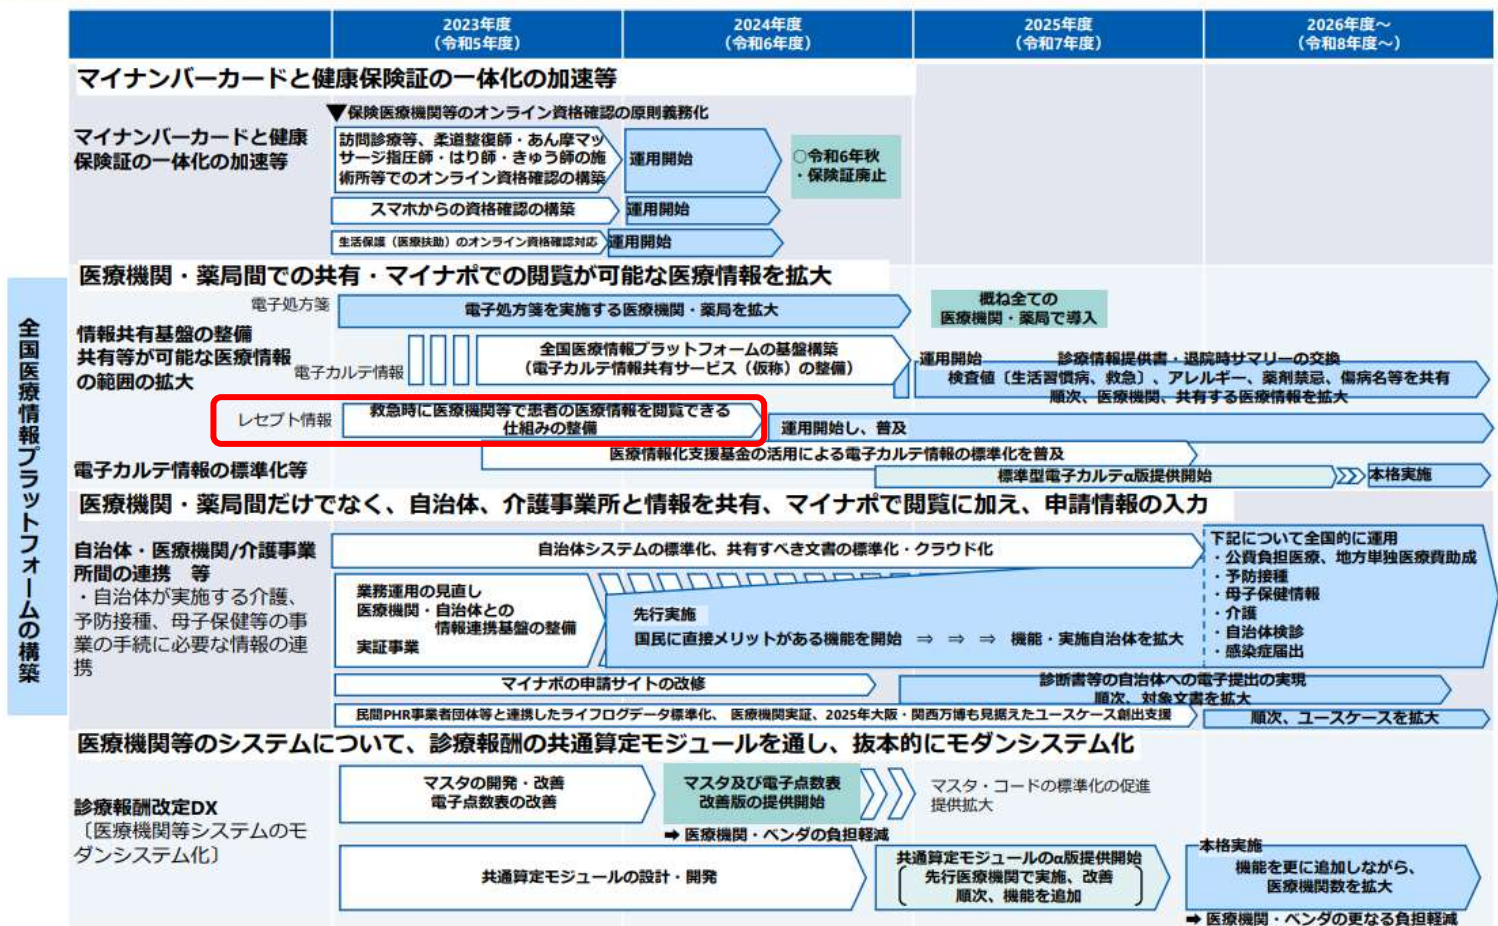 2023年度
(令和5年度)
2024年度
(令和6年度)
2025年度
(令和7年度)
2026年度～
(令和8年度～)
全国医療情報プラットフォームの構築
マイナンバーカードと健康保険証の一体化の加速等
▼保険医療機関等のオンライン資格確認の原則義務化
マイナンバーカードと健康
保険証の一体化の加速等
訪問診療等、柔道整復師・あん摩マッ
サージ指圧師・はり師・きゅう師の施
術所等でのオンライン資格確認の構築
運用開始
○令和6年秋
・保険証廃止
スマホからの資格確認の構築
運用開始
生活保護（医療扶助）のオンライン資格確認対応
運用開始
医療機関・薬局間での共有・マイナポでの閲覧が可能な医療情報を拡大
電子処方箋
電子処方箋を実施する医療機関・薬局を拡大
概ね全ての
医療機関・薬局で導入
情報共有基盤の整備
共有等が可能な医療情報
の範囲の拡大
電子カルテ情報
全国医療情報プラットフォームの基盤構築
（電子カルテ情報共有サービス（仮称）の整備）
運用開始
診療情報提供書・退院時サマリーの交換
検査値〔生活習慣病、救急〕、アレルギー、薬剤禁忌、傷病名等を共有
順次、医療機関、共有する医療情報を拡大
レセプト情報
救急時に医療機関等で患者の医療情報を閲覧できる
仕組みの整備
運用開始し、普及
医療情報化支援基金の活用による電子カルテ情報の標準化を普及
電子カルテ情報の標準化等
標準型電子カルテα版提供開始
本格実施
医療機関・薬局間だけでなく、自治体、介護事業所と情報を共有、マイナポで閲覧に加え、申請情報の入力
自治体・医療機関/介護事業
所間の連携　等
・自治体が実施する介護、
予防接種、母子保健等の事
業の手続に必要な情報の連
携
自治体システムの標準化、共有すべき文書の標準化・クラウド化
業務運用の見直し
医療機関・自治体との
情報連携基盤の整備
実証事業
先行実施
国民に直接メリットがある機能を開始　⇒　⇒　⇒　機能・実施自治体を拡大
下記について全国的に運用
・公費負担医療、地方単独医療費助成
・予防接種
・母子保健情報
・介護
・自治体検診
・感染症届出
マイナポの申請サイトの改修
診断書等の自治体への電子提出の実現
順次、対象文書を拡大
民間PHR事業者団体等と連携したライフログデータ標準化、 医療機関実証、2025年大阪・関西万博も見据えたユースケース創出支援
順次、ユースケースを拡大
医療機関等のシステムについて、診療報酬の共通算定モジュールを通し、抜本的にモダンシステム化
診療報酬改定DX
〔医療機関等システムのモ
ダンシステム化〕
マスタの開発・改善
電子点数表の改善
マスタ及び電子点数表
改善版の提供開始
マスタ・コードの標準化の促進
提供拡大
➡ 医療機関・ベンダの負担軽減
共通算定モジュールの設計・開発
共通算定モジュールのα版提供開始
先行医療機関で実施、改善
順次、機能を追加
本格実施
機能を更に追加しながら、
医療機関数を拡大
➡ 医療機関・ベンダの更なる負担軽減